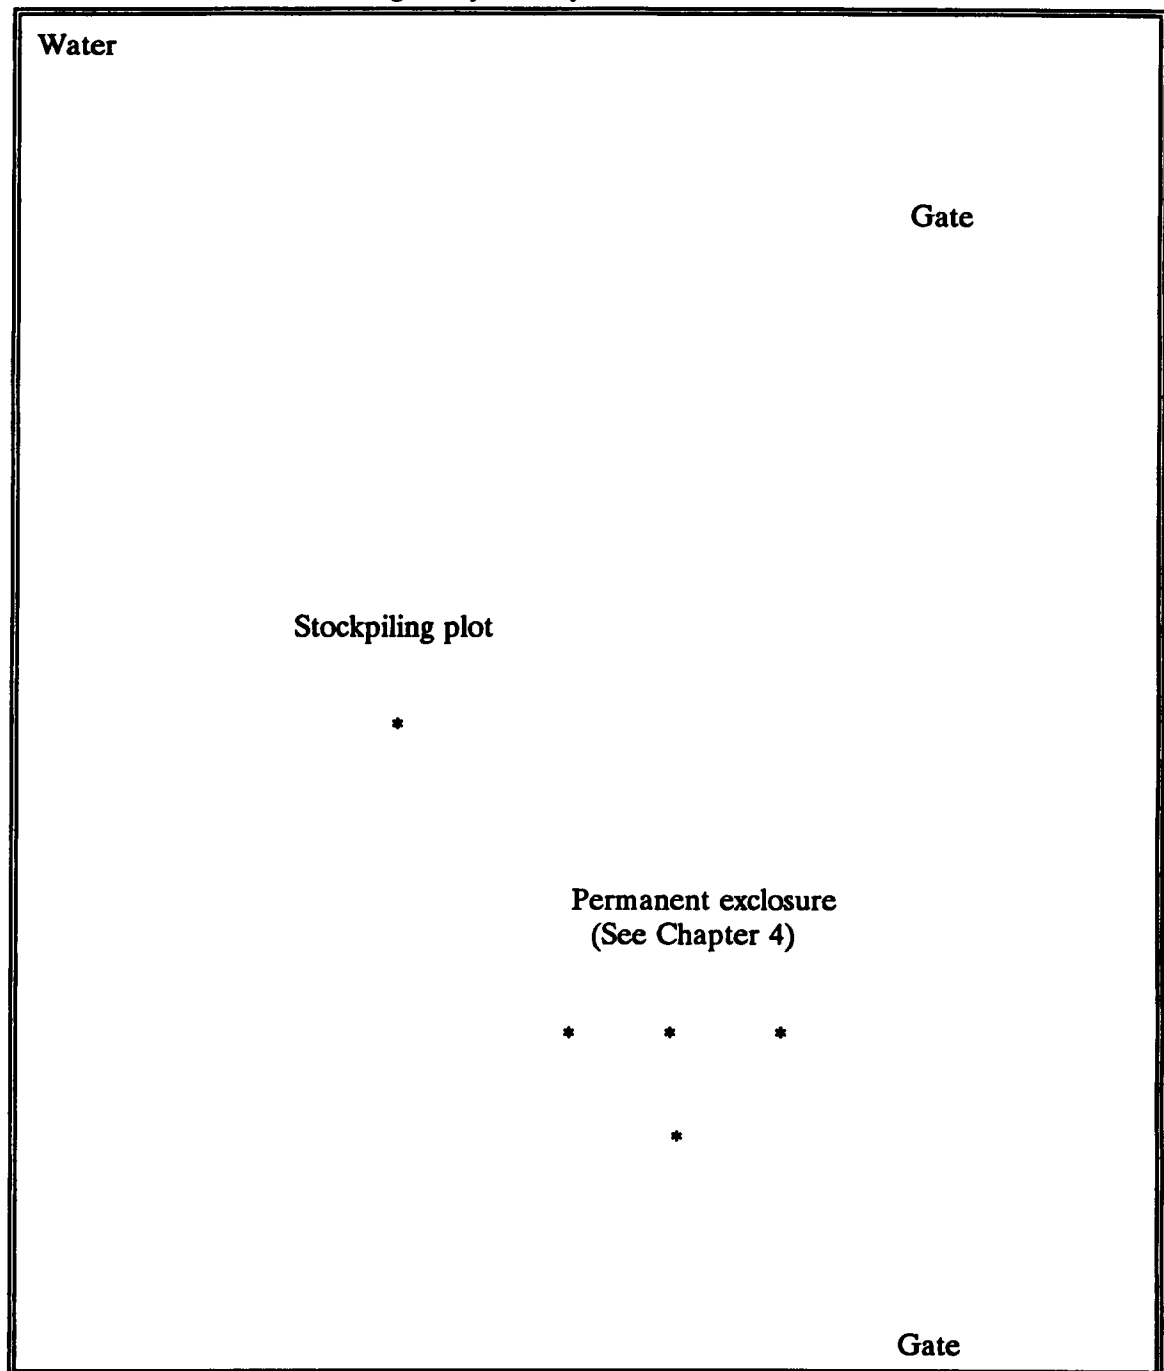 Water
Gate
Stockpiling plot
*
Permanent exclosure
(See Chapter 4)
* * *
*
Gate